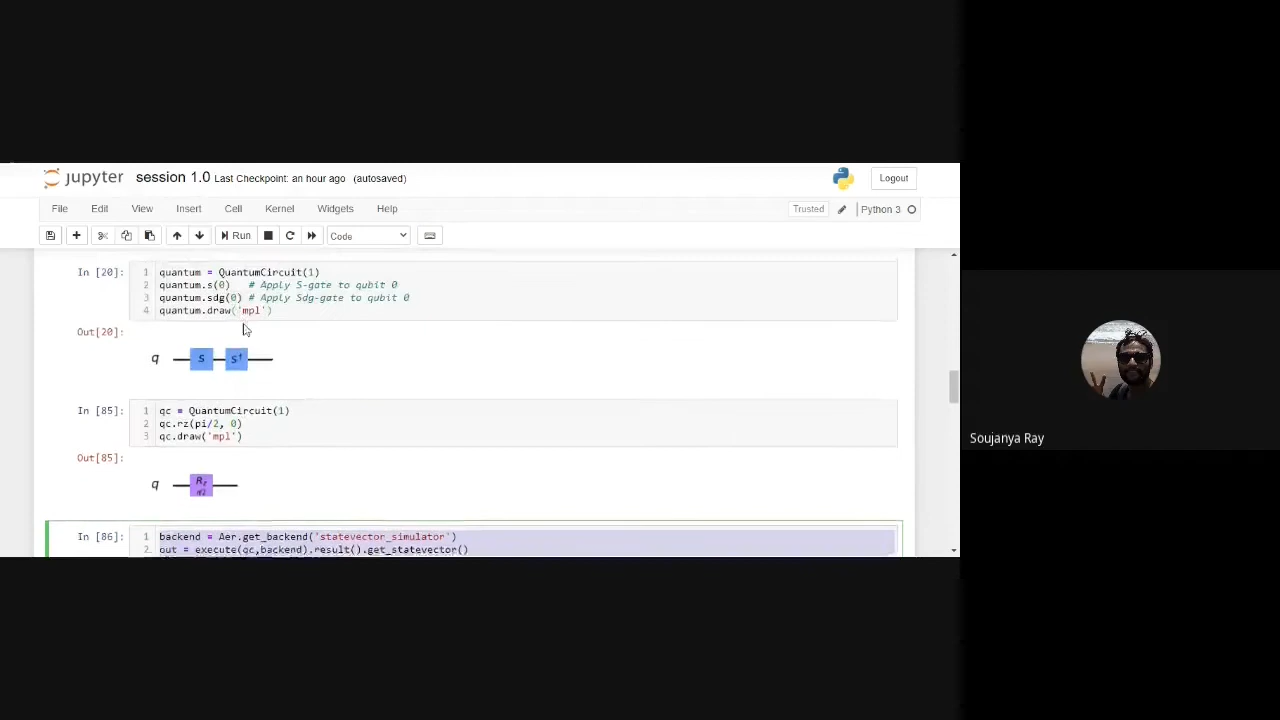 jupyter session 1.0 Last Checkpoint: an hour ago (autosaved)
Logout
File Edit View Insert Cell Kernel Widgets Help
Trusted Python 3
Run Code
In [20]:
1 quantum = QuantumCircuit(1)
2 quantum.s(0) # Apply S-gate to qubit 0
3 quantum.sdg(0) # Apply Sdg-gate to qubit 0
4 quantum.draw('mpl')
Out[20]:
q S S†
In [85]:
1 qc = QuantumCircuit(1)
2 qc.rz(pi/2, 0)
3 qc.draw('mpl')
Out[85]:
q Rz
π/2
In [86]:
1 backend = Aer.get_backend('statevector_simulator')
2 out = execute(qc,backend).result().get_statevector()
Soujanya Ray